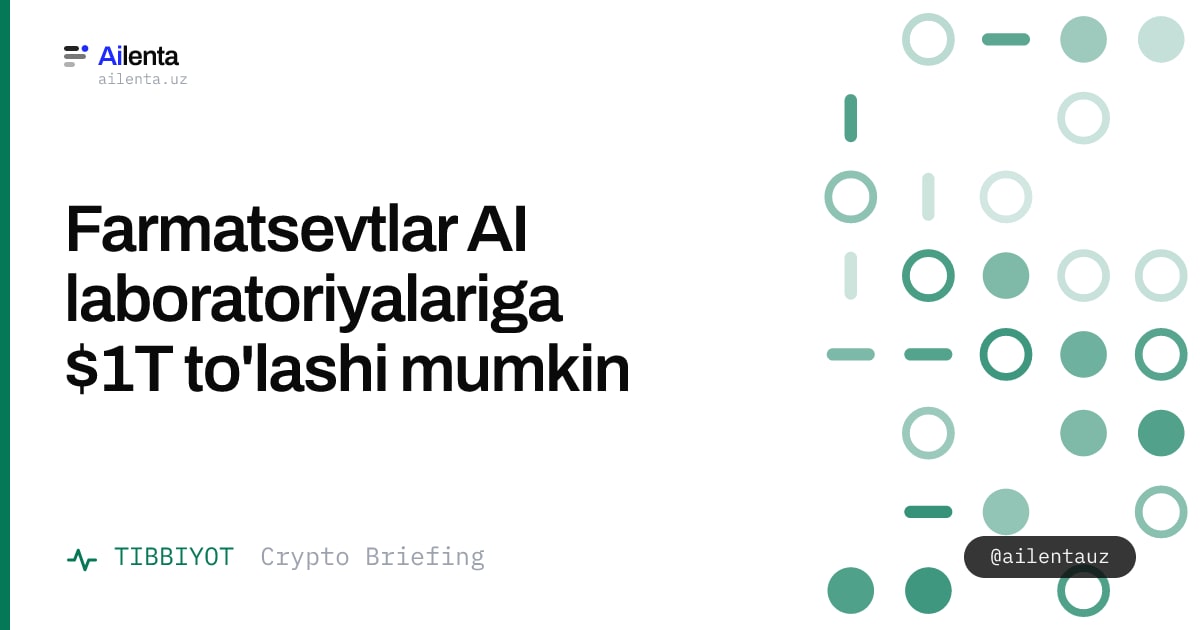 Ailenta
ailenta.uz
Farmatsevtlar AI
laboratoriyalariga
$1T to'lashi mumkin
TIBBIYOT Crypto Briefing
@ailentauz